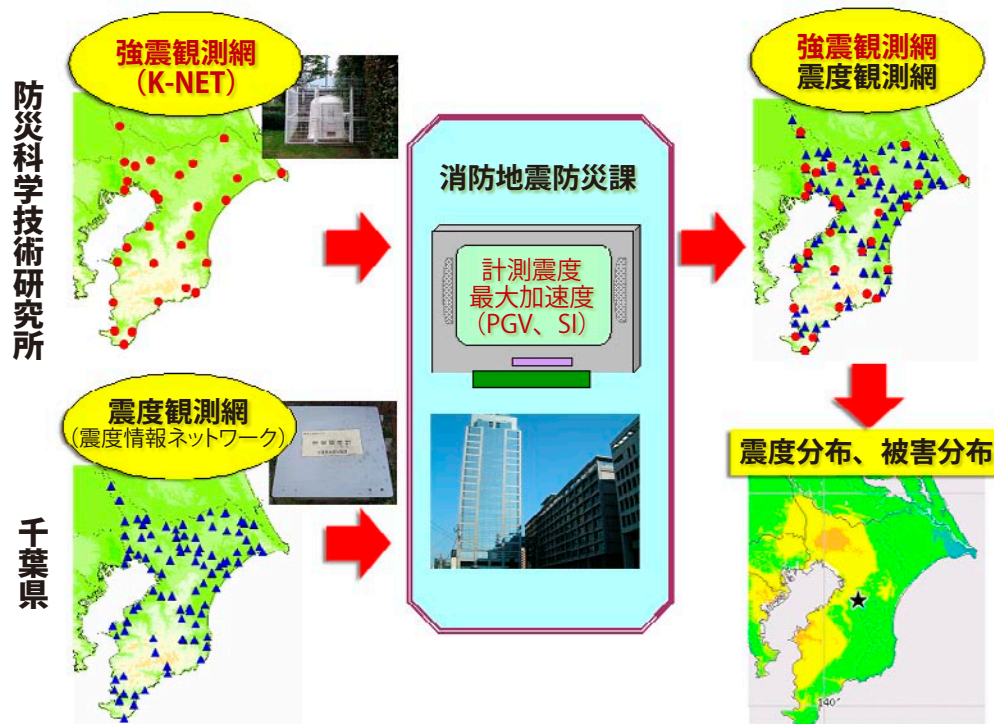 防災科学技術研究所
強震観測網
(K-NET)
千葉県
震度観測網
(震度情報ネットワーク)
消防地震防災課
計測震度
最大加速度
(PGV、SI)
強震観測網
震度観測網
震度分布、被害分布
140°